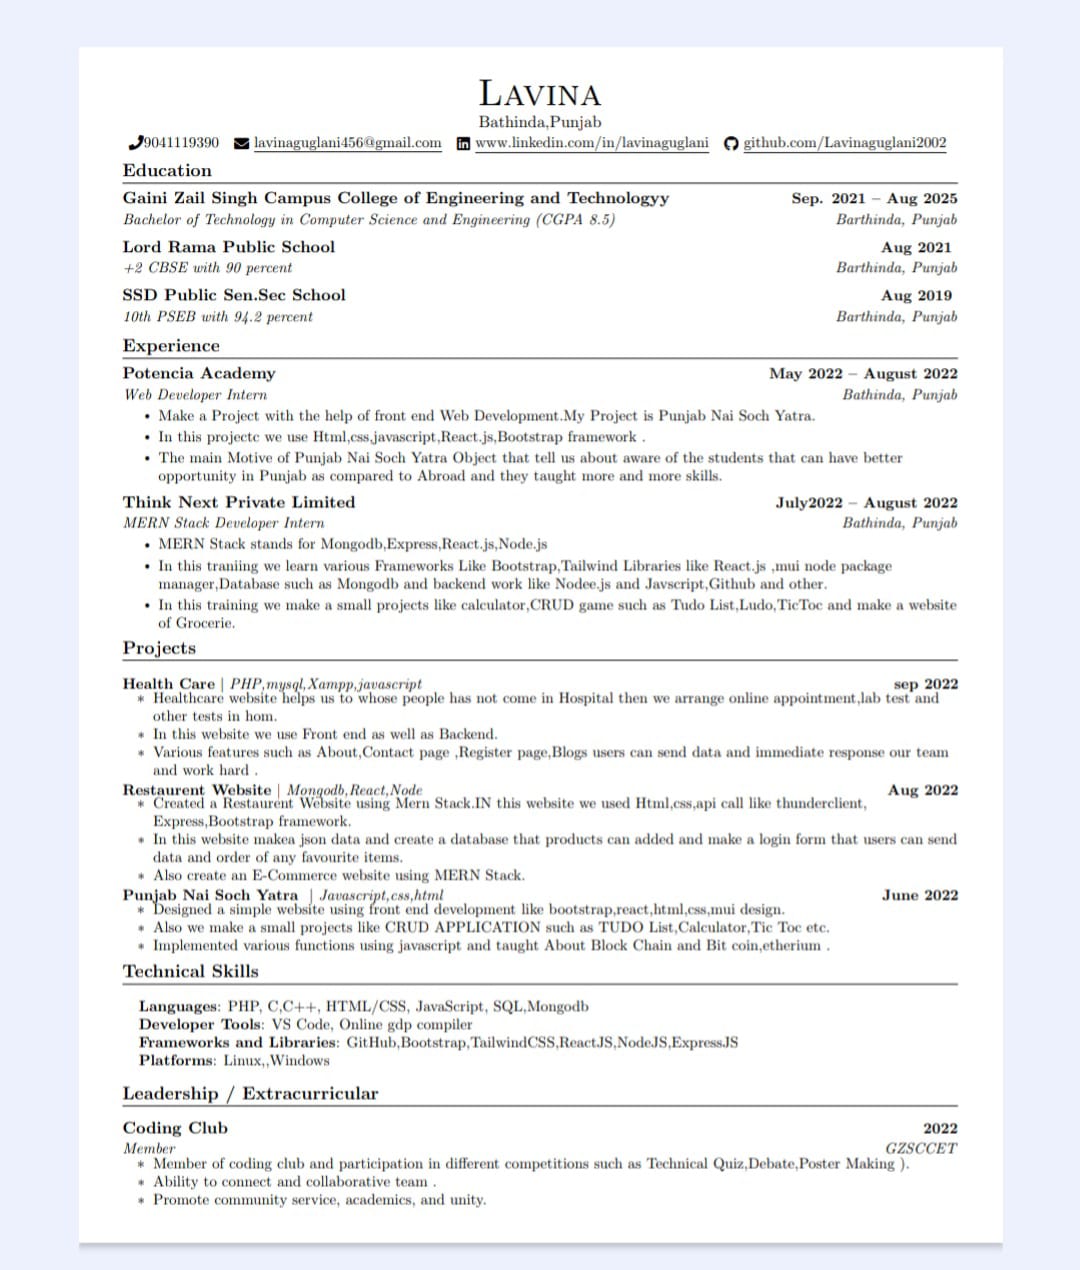 LAVINA
Bathinda,Punjab
9041119390 lavinaguglani456@gmail.com www.linkedin.com/in/lavinaguglani github.com/Lavinaguglani2002
Education
Gaini Zail Singh Campus College of Engineering and Technologyy Sep. 2021 – Aug 2025
Bachelor of Technology in Computer Science and Engineering (CGPA 8.5) Barthinda, Punjab
Lord Rama Public School Aug 2021
+2 CBSE with 90 percent Barthinda, Punjab
SSD Public Sen.Sec School Aug 2019
10th PSEB with 94.2 percent Barthinda, Punjab
Experience
Potencia Academy May 2022 – August 2022
Web Developer Intern Bathinda, Punjab
• Make a Project with the help of front end Web Development.My Project is Punjab Nai Soch Yatra.
• In this projectc we use Html,css,javascript,React.js,Bootstrap framework .
• The main Motive of Punjab Nai Soch Yatra Object that tell us about aware of the students that can have better
opportunity in Punjab as compared to Abroad and they taught more and more skills.
Think Next Private Limited July2022 – August 2022
MERN Stack Developer Intern Bathinda, Punjab
• MERN Stack stands for Mongodb,Express,React.js,Node.js
• In this traniing we learn various Frameworks Like Bootstrap,Tailwind Libraries like React.js ,mui node package
manager,Database such as Mongodb and backend work like Nodee.js and Javscript,Github and other.
• In this training we make a small projects like calculator,CRUD game such as Tudo List,Ludo,TicToc and make a website
of Grocerie.
Projects
Health Care | PHP,mysql,Xampp,javascript sep 2022
* Healthcare website helps us to whose people has not come in Hospital then we arrange online appointment,lab test and
other tests in hom.
* In this website we use Front end as well as Backend.
* Various features such as About,Contact page ,Register page,Blogs users can send data and immediate response our team
and work hard .
Restaurent Website | Mongodb,React,Node Aug 2022
* Created a Restaurent Website using Mern Stack.IN this website we used Html,css,api call like thunderclient,
Express,Bootstrap framework.
* In this website makea json data and create a database that products can added and make a login form that users can send
data and order of any favourite items.
* Also create an E-Commerce website using MERN Stack.
Punjab Nai Soch Yatra | Javascript,css,html June 2022
* Designed a simple website using front end development like bootstrap,react,html,css,mui design.
* Also we make a small projects like CRUD APPLICATION such as TUDO List,Calculator,Tic Toc etc.
* Implemented various functions using javascript and taught About Block Chain and Bit coin,etherium .
Technical Skills
Languages: PHP, C,C++, HTML/CSS, JavaScript, SQL,Mongodb
Developer Tools: VS Code, Online gdp compiler
Frameworks and Libraries: GitHub,Bootstrap,TailwindCSS,ReactJS,NodeJS,ExpressJS
Platforms: Linux,,Windows
Leadership / Extracurricular
Coding Club 2022
Member GZSCCET
* Member of coding club and participation in different competitions such as Technical Quiz,Debate,Poster Making ).
* Ability to connect and collaborative team .
* Promote community service, academics, and unity.